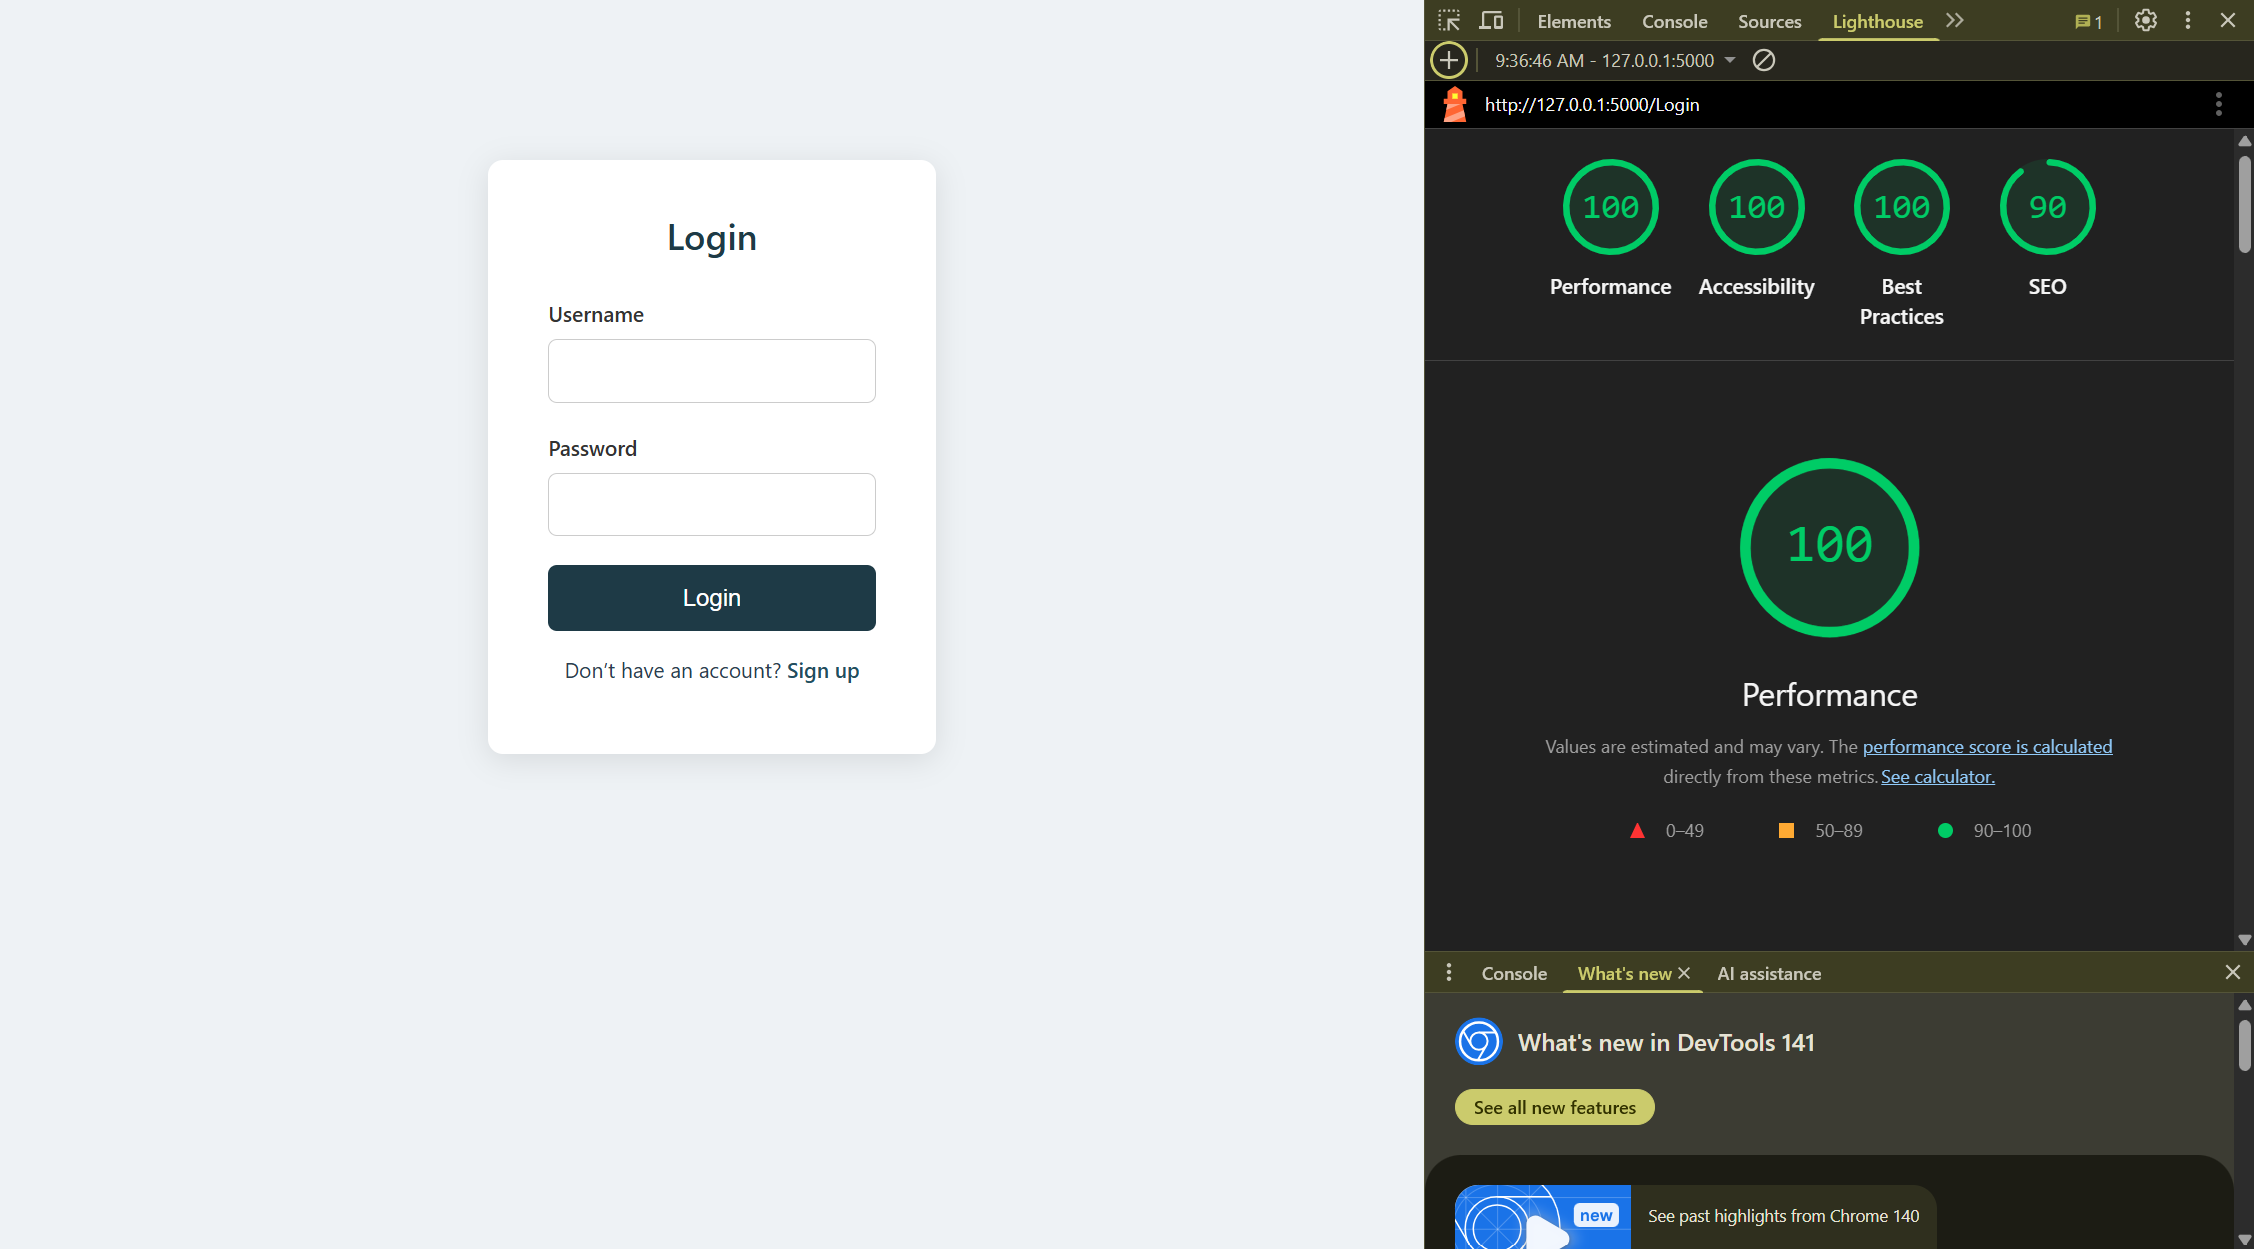 Login
Username
Password
Login
Don’t have an account? Sign up
Elements Console Sources Lighthouse 1
9:36:46 AM - 127.0.0.1:5000
http://127.0.0.1:5000/Login
100 100 100 90
Performance Accessibility Best Practices SEO
100
Performance
Values are estimated and may vary. The performance score is calculated
directly from these metrics. See calculator.
0–49 50–89 90–100
Console What's new AI assistance
What's new in DevTools 141
See all new features
new
See past highlights from Chrome 140